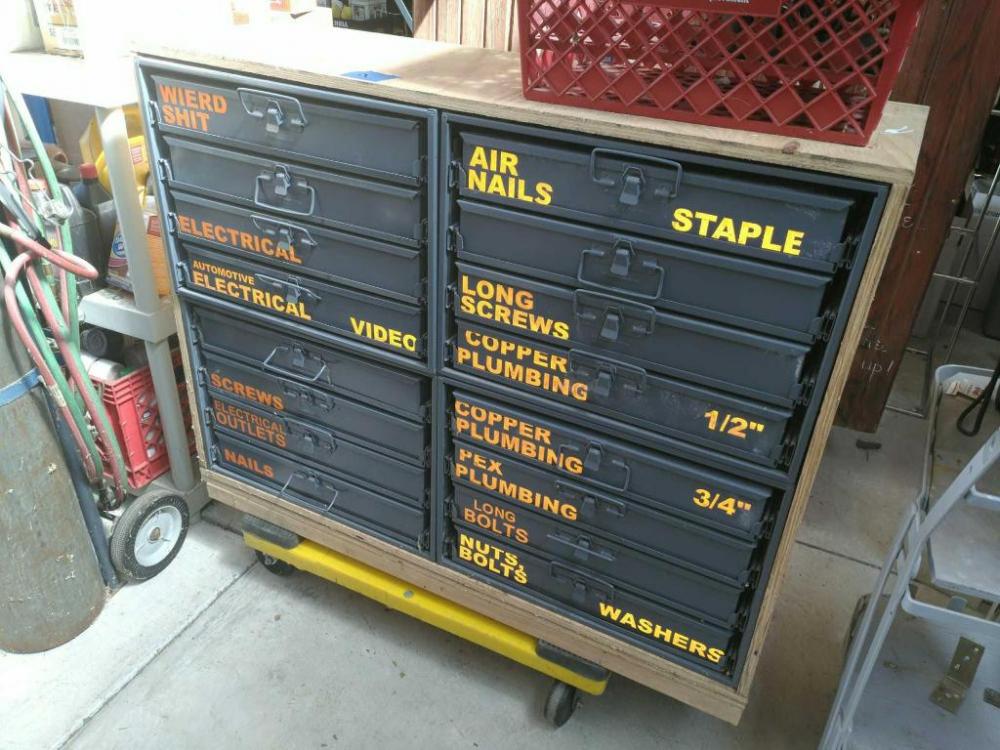 WIERD
SHIT
ELECTRICAL
AUTOMOTIVE
ELECTRICAL
VIDEO
SCREWS
ELECTRICAL
OUTLETS
NAILS
AIR
NAILS
STAPLE
LONG
SCREWS
COPPER
PLUMBING
1/2"
COPPER
PLUMBING
3/4"
PEX
PLUMBING
LONG
BOLTS
NUTS,
BOLTS
WASHERS